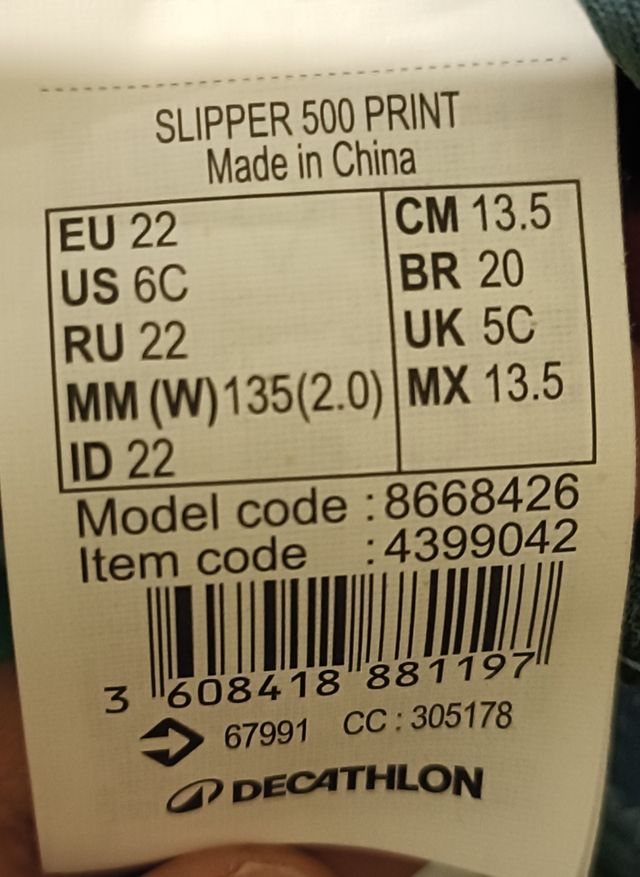 SLIPPER 500 PRINT
Made in China
EU 22
US 6C
RU 22
MM (W) 135(2.0)
ID 22
CM 13.5
BR 20
UK 5C
MX 13.5
Model code : 8668426
Item code : 4399042
3 608418 881197
67991 CC : 305178
DECATHLON